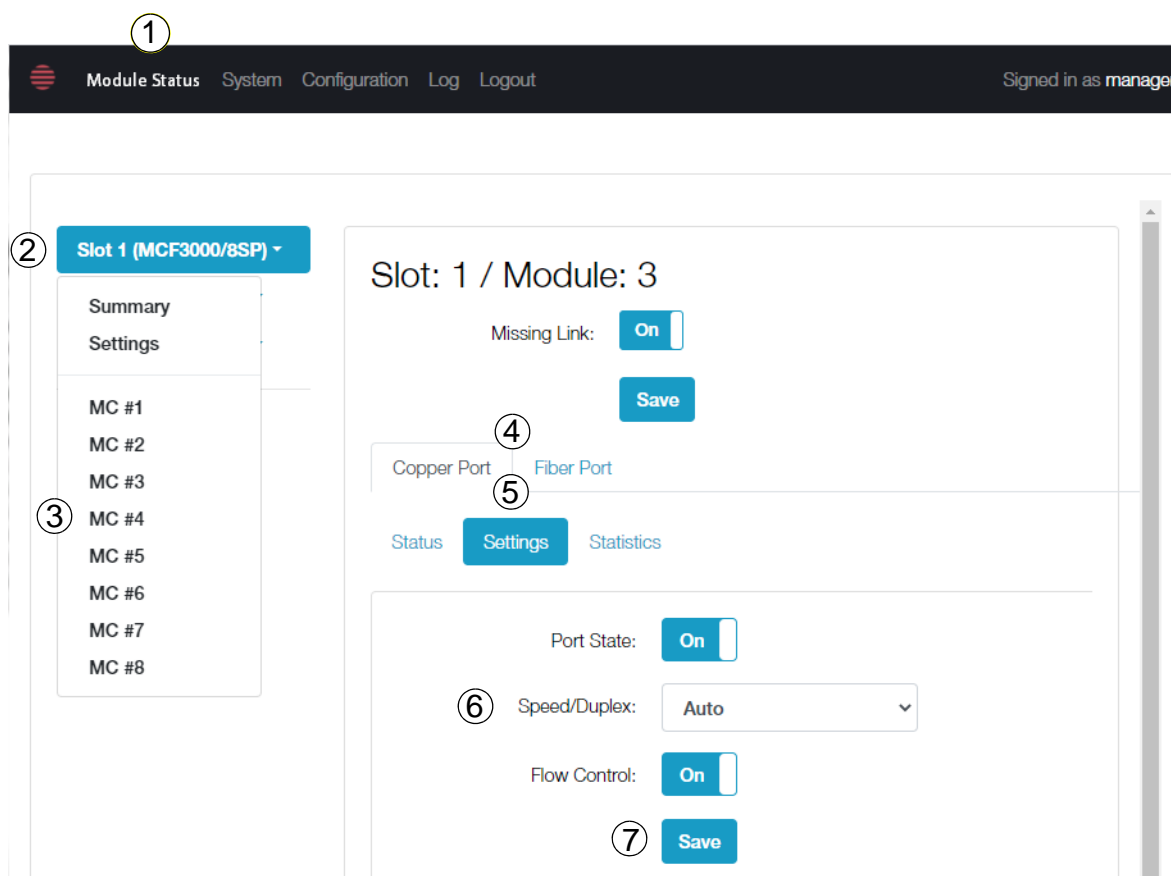 1
Module Status System Configuration Log Logout Signed in as manager
2 Slot 1 (MCF3000/8SP)
Summary
Settings
3
MC #1
MC #2
MC #3
MC #4
MC #5
MC #6
MC #7
MC #8
Slot: 1 / Module: 3
Missing Link: On
Save
4
Copper Port Fiber Port
5
Status Settings Statistics
Port State: On
6 Speed/Duplex: Auto
Flow Control: On
7 Save